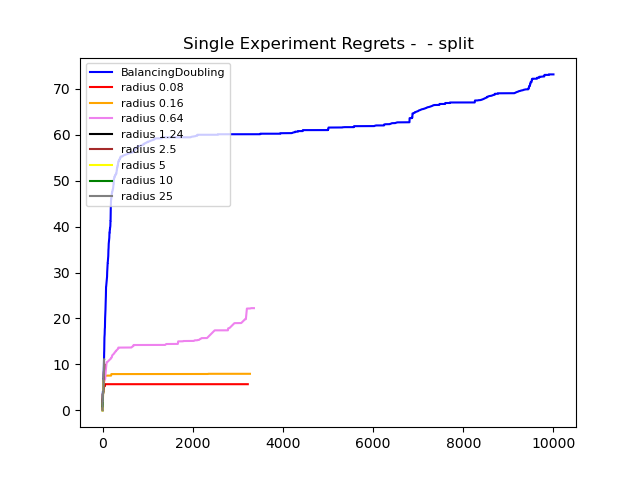 Single Experiment Regrets -  - split
BalancingDoubling
radius 0.08
radius 0.16
radius 0.64
radius 1.24
radius 2.5
radius 5
radius 10
radius 25
70
60
50
40
30
20
10
0
0 2000 4000 6000 8000 10000